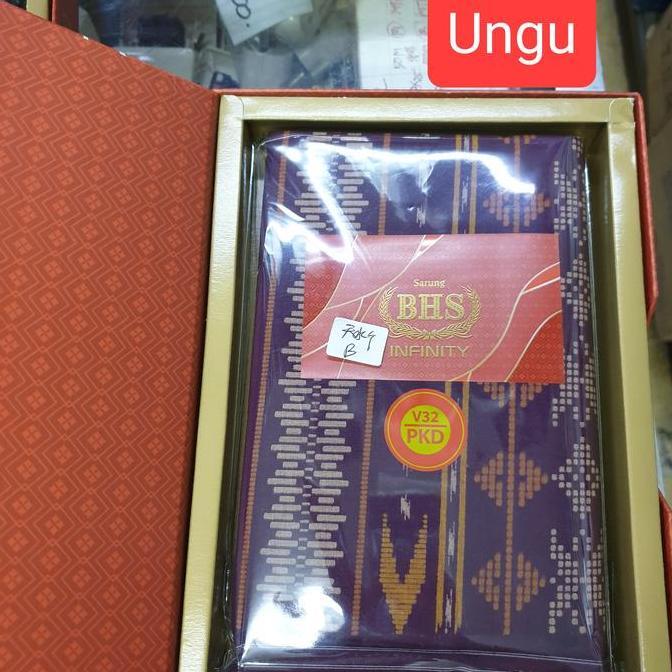 Ungu
Sarung
BHS
INFINITY
B
V32
PKD